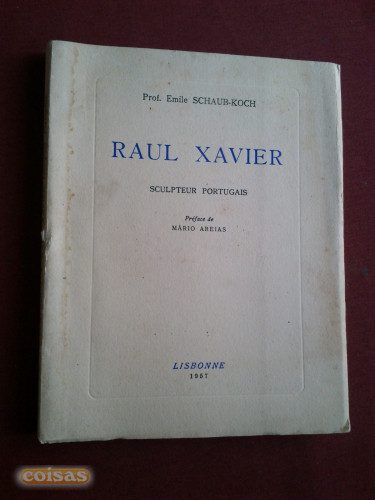 Prof. Emile SCHAUB-KOCH
RAUL XAVIER
SCULPTEUR PORTUGAIS
Préface de
MÁRIO AREIAS
LISBONNE
1957
coisas